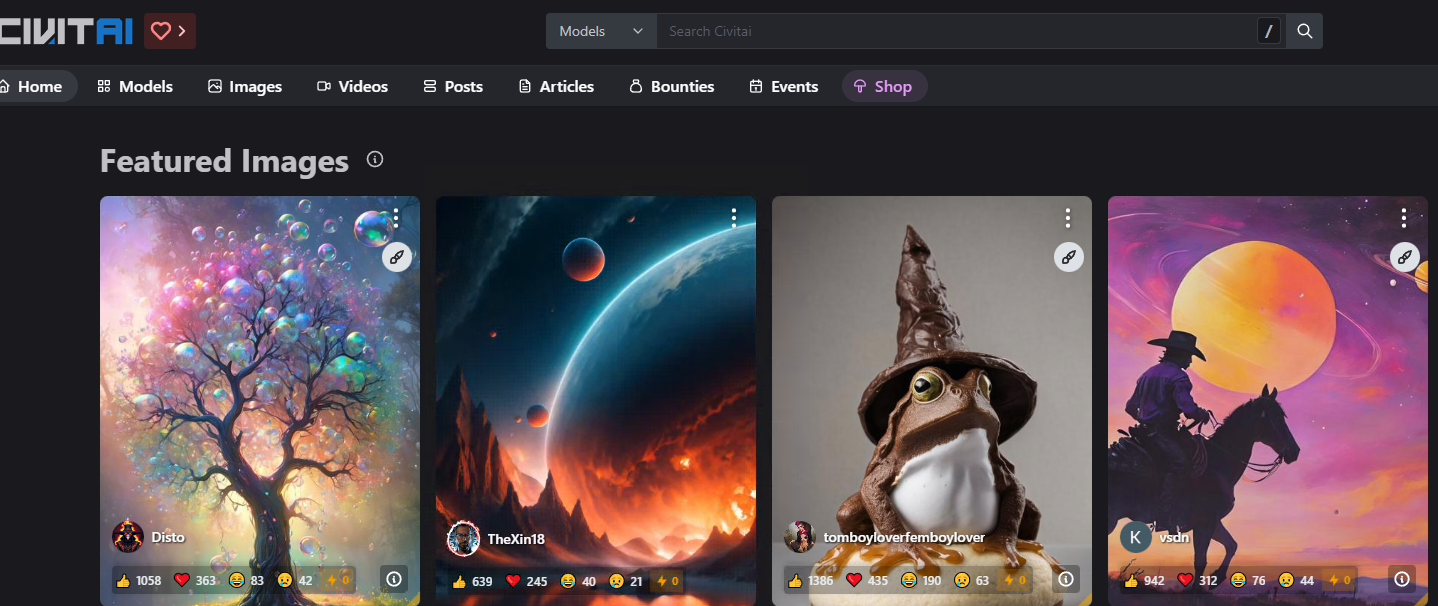 CIVITAI
Models Search Civitai /
Home Models Images Videos Posts Articles Bounties Events Shop
Featured Images
Disto TheXin18 tomboyloverfemboylover K vsdn
1058 363 83 42 0 639 245 40 21 0 1386 435 190 63 0 942 312 76 44 0